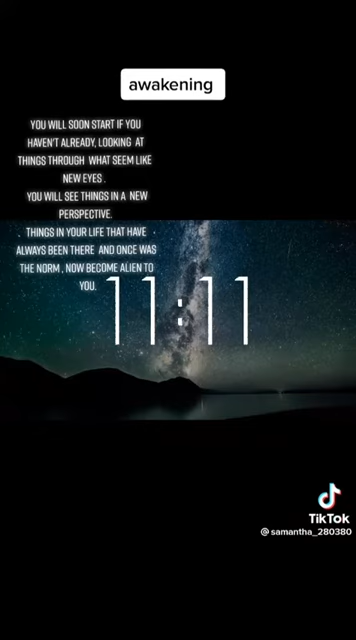 awakening
YOU WILL SOON START IF YOU
HAVEN'T ALREADY, LOOKING AT
THINGS THROUGH WHAT SEEM LIKE
NEW EYES .
YOU WILL SEE THINGS IN A NEW
PERSPECTIVE.
. THINGS IN YOUR LIFE THAT HAVE
ALWAYS BEEN THERE AND ONCE WAS
THE NORM , NOW BECOME ALIEN TO
YOU.
11:11
TikTok
@samantha_280380